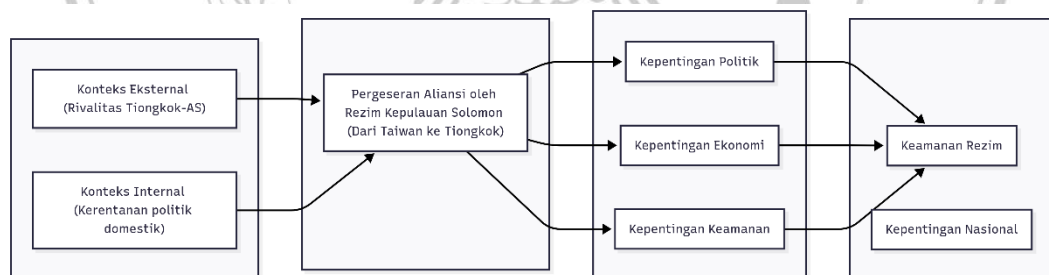 Konteks Eksternal
(Rivalitas Tiongkok-AS)
Konteks Internal
(Kerentanan politik
domestik)
Pergeseran Aliansi oleh
Rezim Kepulauan Solomon
(Dari Taiwan ke Tiongkok)
Kepentingan Politik
Kepentingan Ekonomi
Kepentingan Keamanan
Keamanan Rezim
Kepentingan Nasional